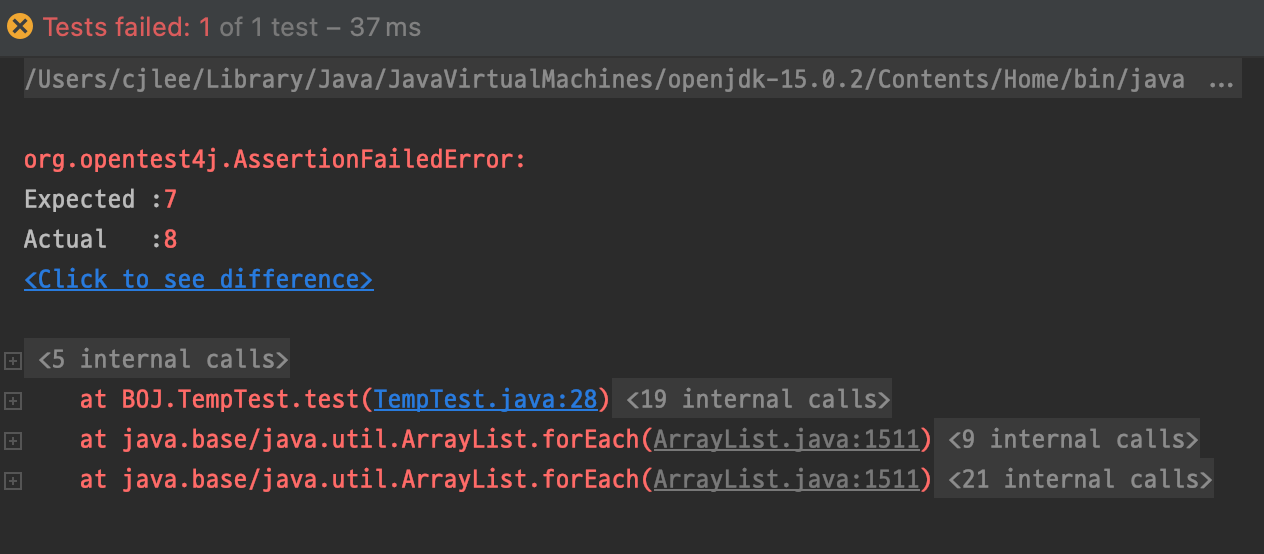 Tests failed: 1 of 1 test – 37 ms
/Users/cjlee/Library/Java/JavaVirtualMachines/openjdk-15.0.2/Contents/Home/bin/java ...
org.opentest4j.AssertionFailedError:
Expected :7
Actual   :8
<Click to see difference>
<5 internal calls>
at BOJ.TempTest.test(TempTest.java:28) <19 internal calls>
at java.base/java.util.ArrayList.forEach(ArrayList.java:1511) <9 internal calls>
at java.base/java.util.ArrayList.forEach(ArrayList.java:1511) <21 internal calls>